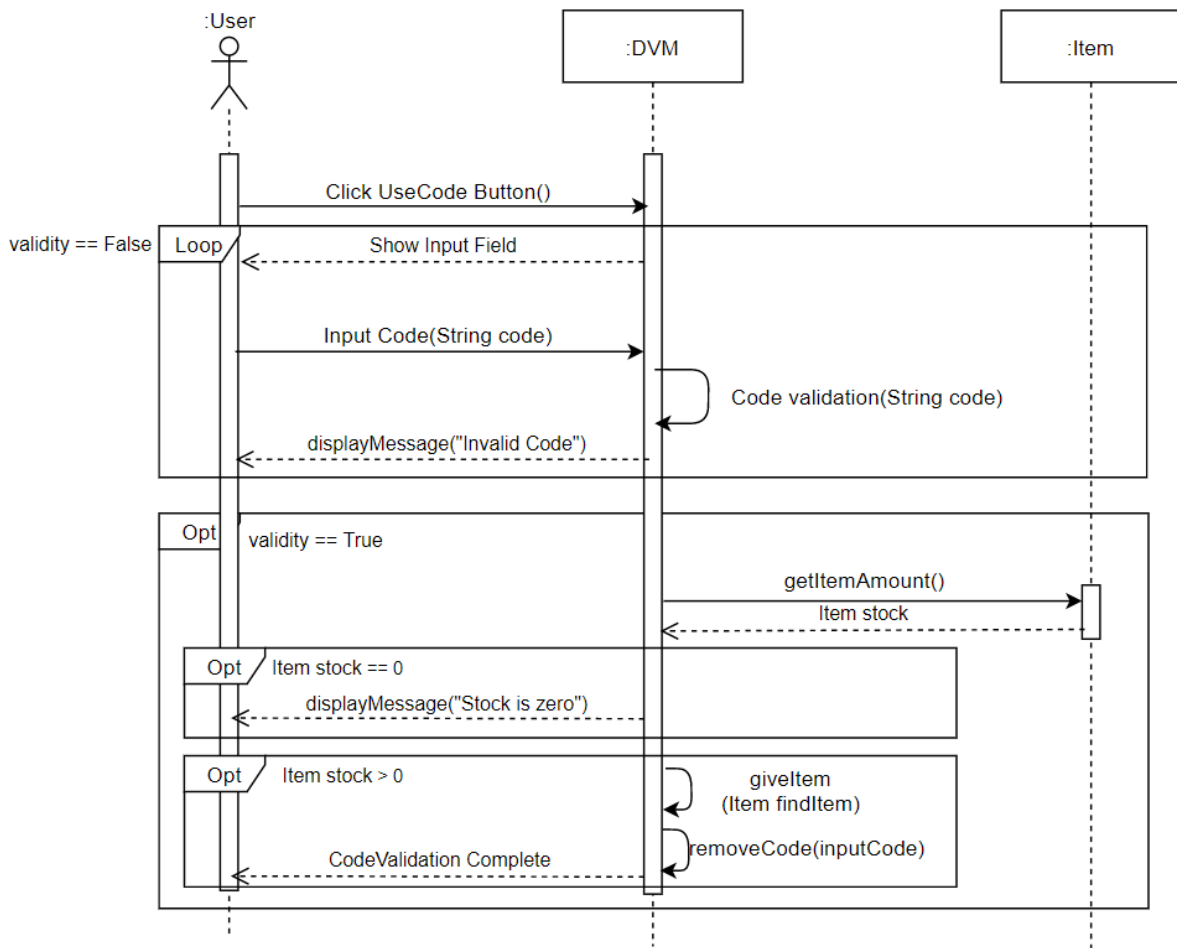 :User
:DVM
:Item
Click UseCode Button()
validity == False
Loop
Show Input Field
Input Code(String code)
Code validation(String code)
displayMessage("Invalid Code")
Opt
validity == True
getItemAmount()
Item stock
Opt
Item stock == 0
displayMessage("Stock is zero")
Opt
Item stock > 0
giveItem
(Item findItem)
removeCode(inputCode)
CodeValidation Complete